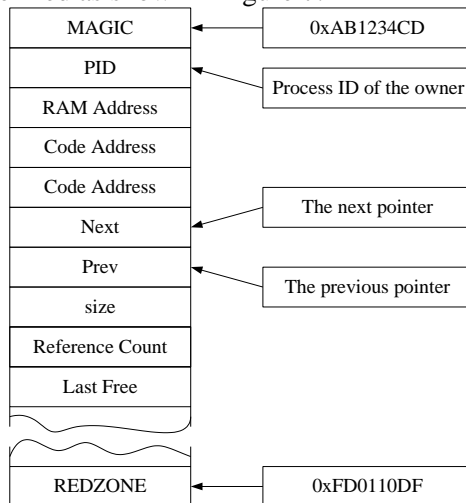 MAGIC
0xAB1234CD
PID
Process ID of the owner
RAM Address
Code Address
Code Address
Next
The next pointer
Prev
The previous pointer
size
Reference Count
Last Free
REDZONE
0xFD0110DF